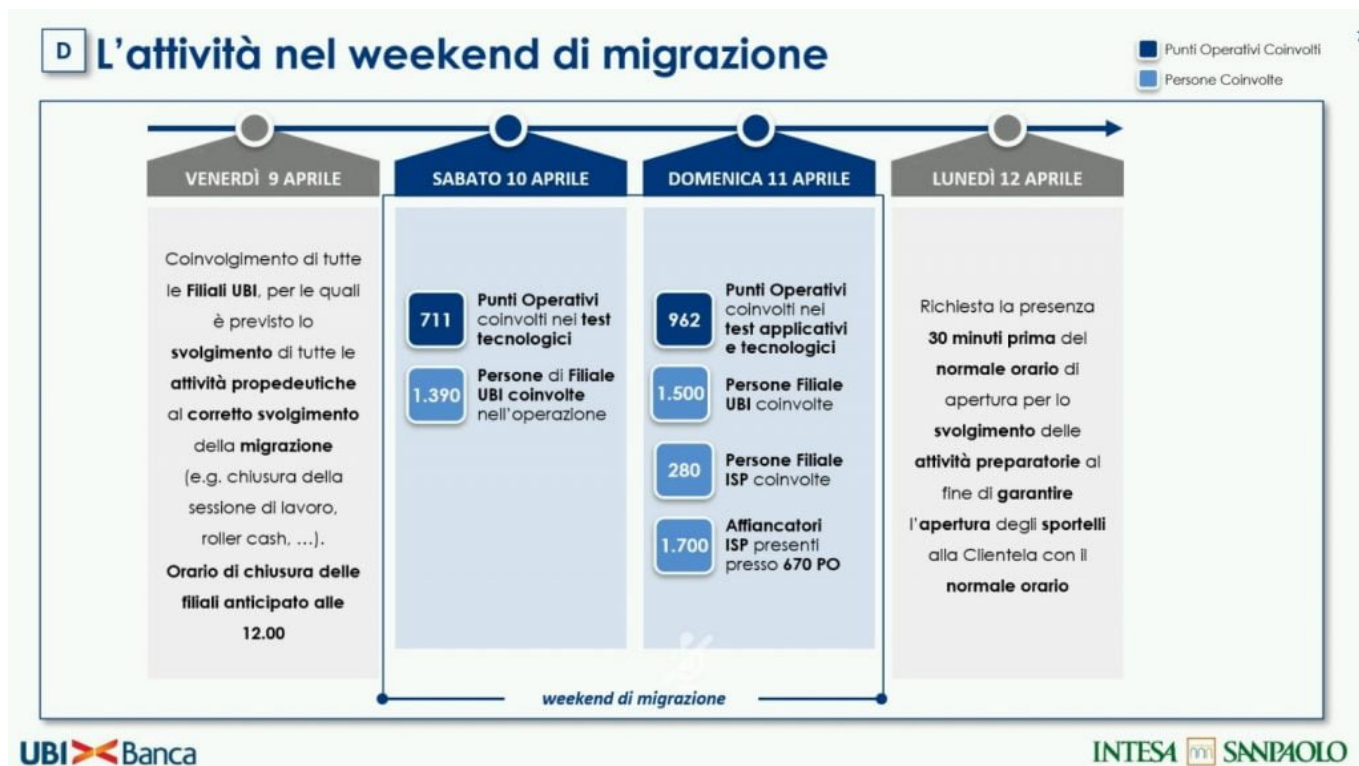 D L'attività nel weekend di migrazione
Punti Operativi Coinvolti
Persone Coinvolte
VENERDÌ 9 APRILE
Coinvolgimento di tutte
le Filiali UBI, per le quali
è previsto lo
svolgimento di tutte le
attività propedeutiche
al corretto svolgimento
della migrazione
(e.g. chiusura della
sessione di lavoro,
roller cash, ...).
Orario di chiusura delle
filiali anticipato alle
12.00
SABATO 10 APRILE
711
Punti Operativi
coinvolti nei test
tecnologici
1.390
Persone di Filiale
UBI coinvolte
nell'operazione
DOMENICA 11 APRILE
962
Punti Operativi
coinvolti nei
test applicativi
e tecnologici
1.500
Persone Filiale
UBI coinvolte
280
Persone Filiale
ISP coinvolte
1.700
Affiancatori
ISP presenti
presso 670 PO
LUNEDÌ 12 APRILE
Richiesta la presenza
30 minuti prima del
normale orario di
apertura per lo
svolgimento delle
attività preparatorie al
fine di garantire
l'apertura degli sportelli
alla Clientela con il
normale orario
weekend di migrazione
UBI Banca
INTESA SANPAOLO